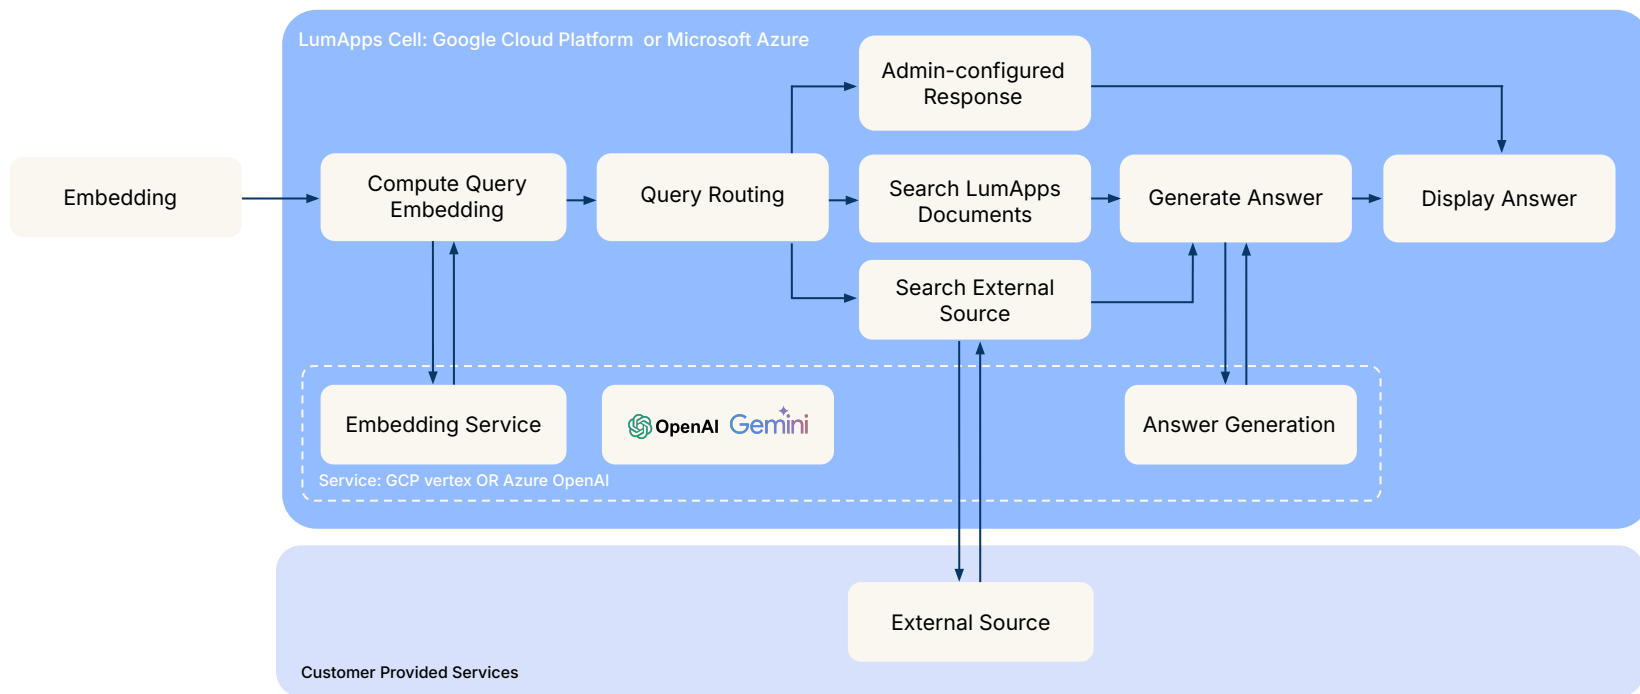 LumApps Cell: Google Cloud Platform  or Microsoft Azure
Admin-configured
Response
Embedding
Compute Query
Embedding
Query Routing
Search LumApps
Documents
Generate Answer
Display Answer
Search External
Source
Embedding Service
OpenAI Gemini
Answer Generation
Service: GCP vertex OR Azure OpenAI
External Source
Customer Provided Services